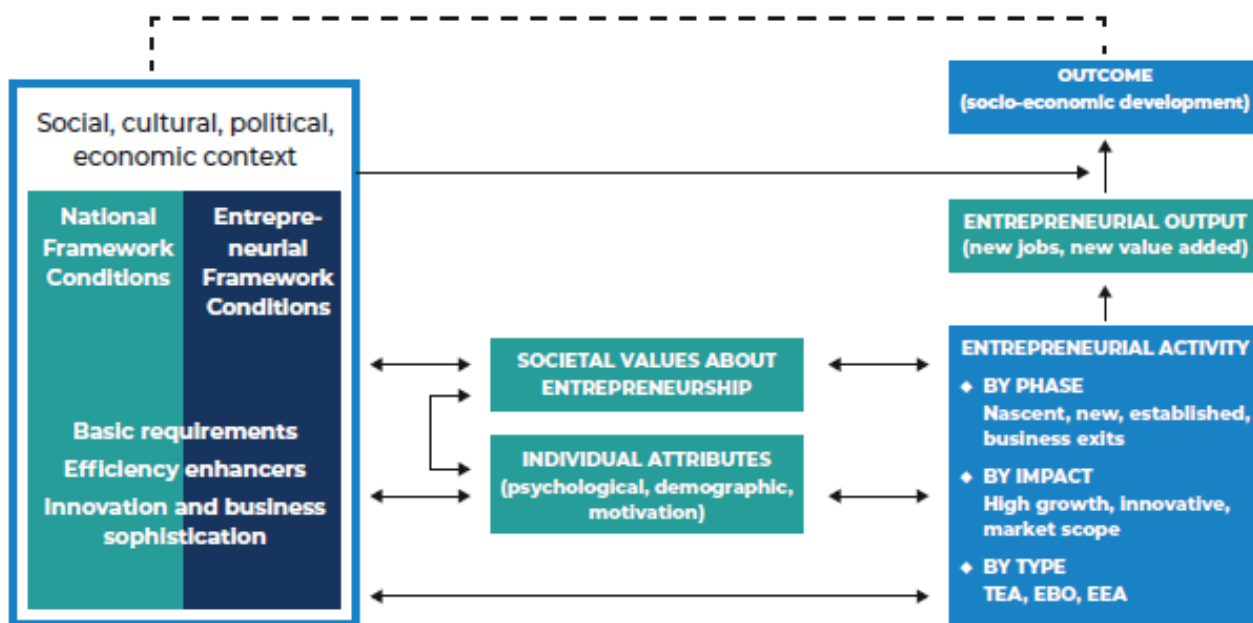 Social, cultural, political,
economic context
National
Framework
Conditions
Entrepre-
neurial
Framework
Conditions
Basic requirements
Efficiency enhancers
Innovation and business
sophistication
SOCIETAL VALUES ABOUT
ENTREPRENEURSHIP
INDIVIDUAL ATTRIBUTES
(psychological, demographic,
motivation)
OUTCOME
(socio-economic development)
ENTREPRENEURIAL OUTPUT
(new jobs, new value added)
ENTREPRENEURIAL ACTIVITY
◆ BY PHASE
Nascent, new, established,
business exits
◆ BY IMPACT
High growth, innovative,
market scope
◆ BY TYPE
TEA, EBO, EEA